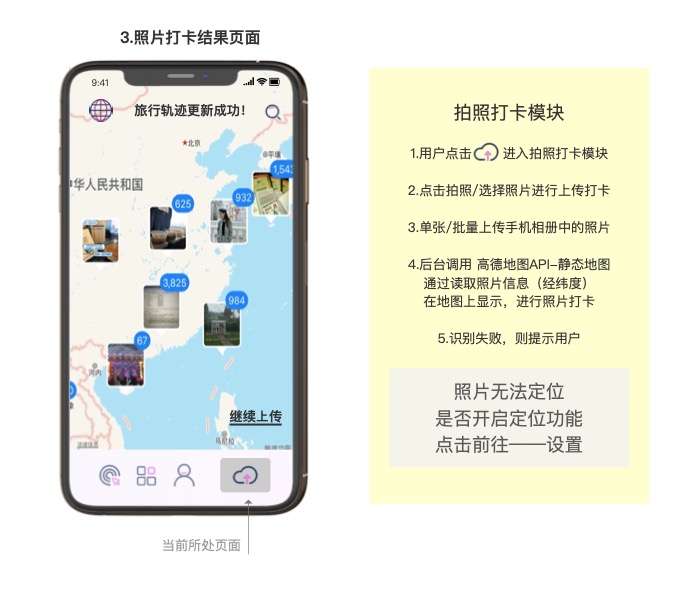 3.照片打卡结果页面
9:41
旅行轨迹更新成功!
★北京
平壤
华人民共和国
1,543
625
932
3,825
984
67
河内
继续上传
马尼拉
当前所处页面
拍照打卡模块
1.用户点击 进入拍照打卡模块
2.点击拍照/选择照片进行上传打卡
3.单张/批量上传手机相册中的照片
4.后台调用 高德地图API-静态地图
通过读取照片信息（经纬度）
在地图上显示，进行照片打卡
5.识别失败，则提示用户
照片无法定位
是否开启定位功能
点击前往——设置